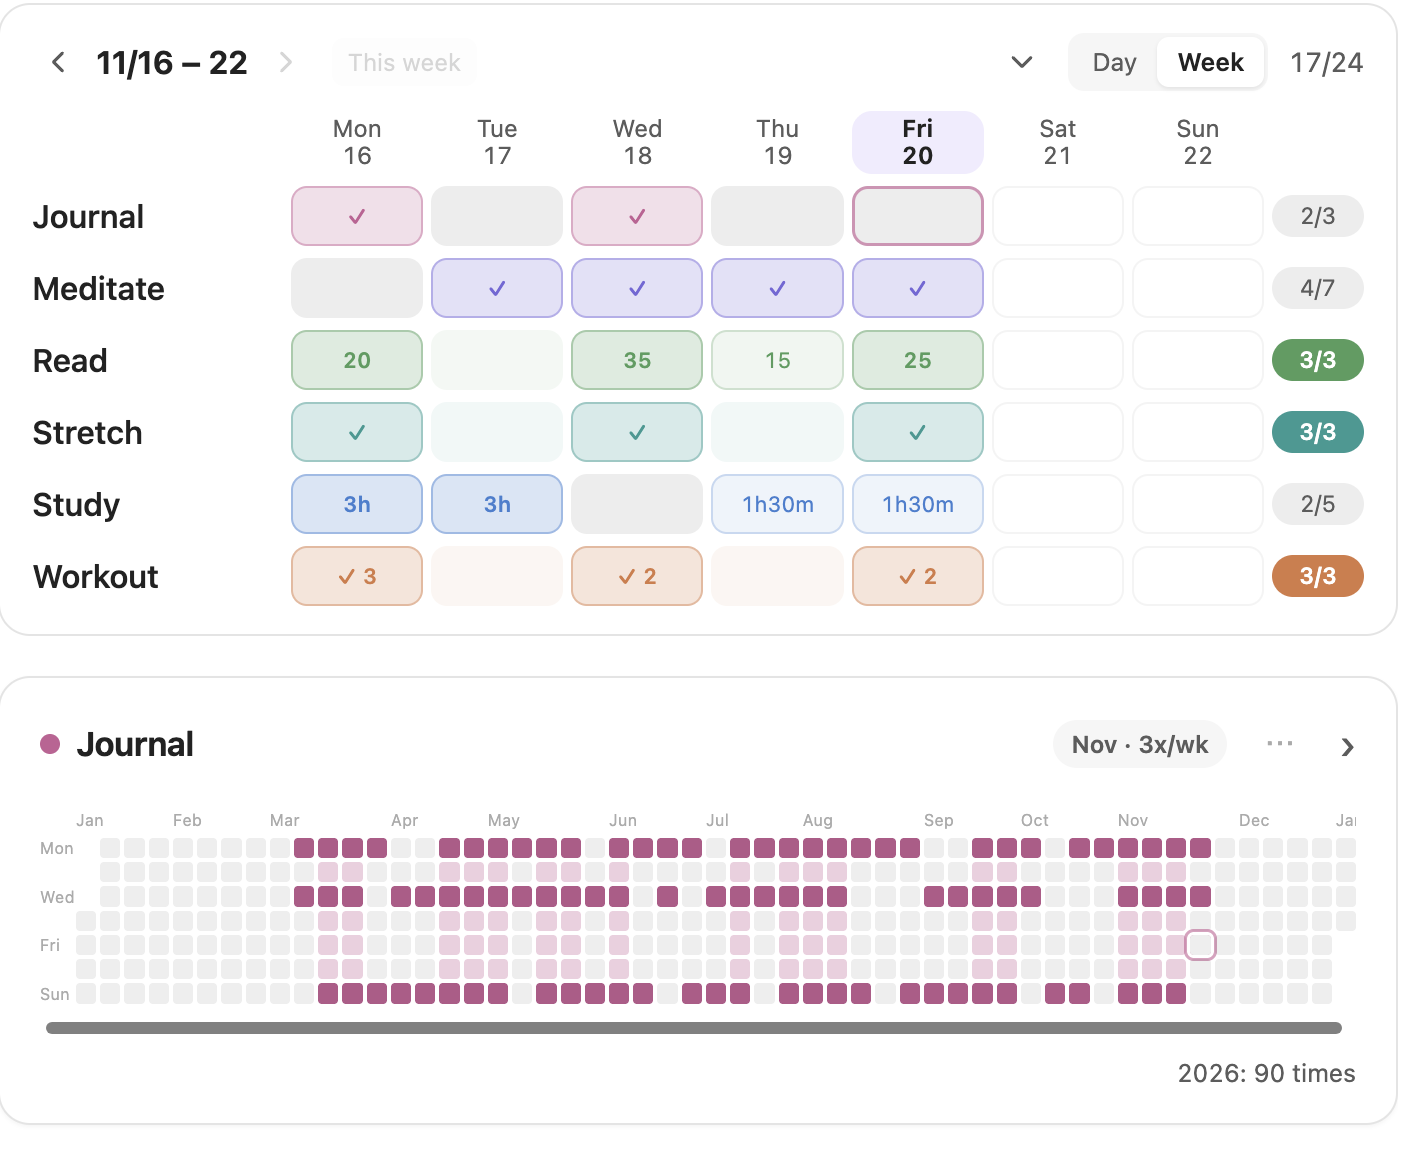 11/16 – 22 This week Day Week 17/24
Mon Tue Wed Thu Fri Sat Sun
16 17 18 19 20 21 22
Journal ✓ ✓ 2/3
Meditate ✓ ✓ ✓ ✓ 4/7
Read 20 35 15 25 3/3
Stretch ✓ ✓ ✓ 3/3
Study 3h 3h 1h30m 1h30m 2/5
Workout ✓ 3 ✓ 2 ✓ 2 3/3
Journal Nov · 3x/wk ...
Jan Feb Mar Apr May Jun Jul Aug Sep Oct Nov Dec Jan
Mon
Wed
Fri
Sun
2026: 90 times